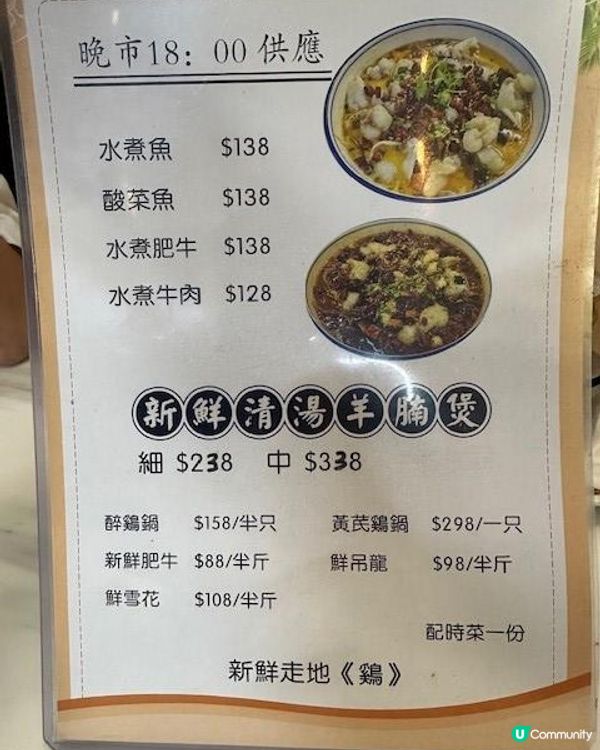 晚市18：00供應
水煮魚 $138
酸菜魚 $138
水煮肥牛 $138
水煮牛肉 $128
新鮮清湯羊腩煲
細 $238 中 $338
醉鷄鍋 $158/半只 黃芪鷄鍋 $298/一只
新鮮肥牛 $88/半斤 鮮吊龍 $98/半斤
鮮雪花 $108/半斤
配時菜一份
新鮮走地《鷄》
U Community